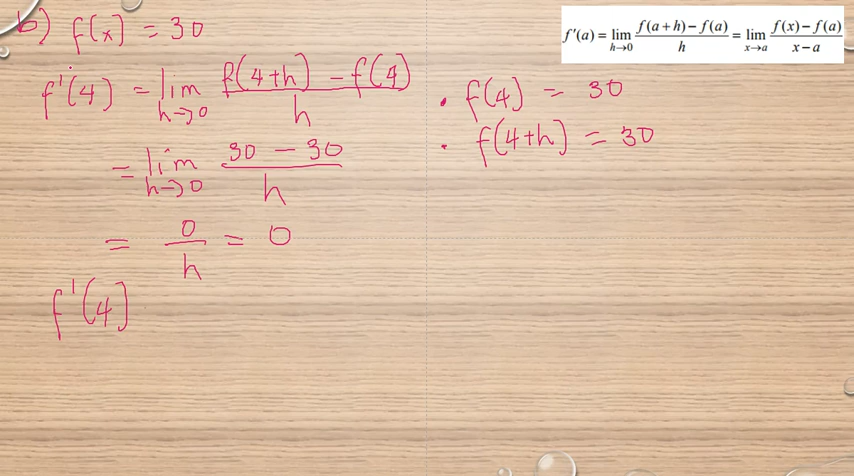 b) f(x) = 30
f'(a) = lim h→0 f(a+h)−f(a) / h = lim x→a f(x)−f(a) / x−a
f'(4) = lim h→0 f(4+h) − f(4) / h
= lim h→0 30 − 30 / h
= 0 / h = 0
f'(4)
• f(4) = 30
• f(4+h) = 30